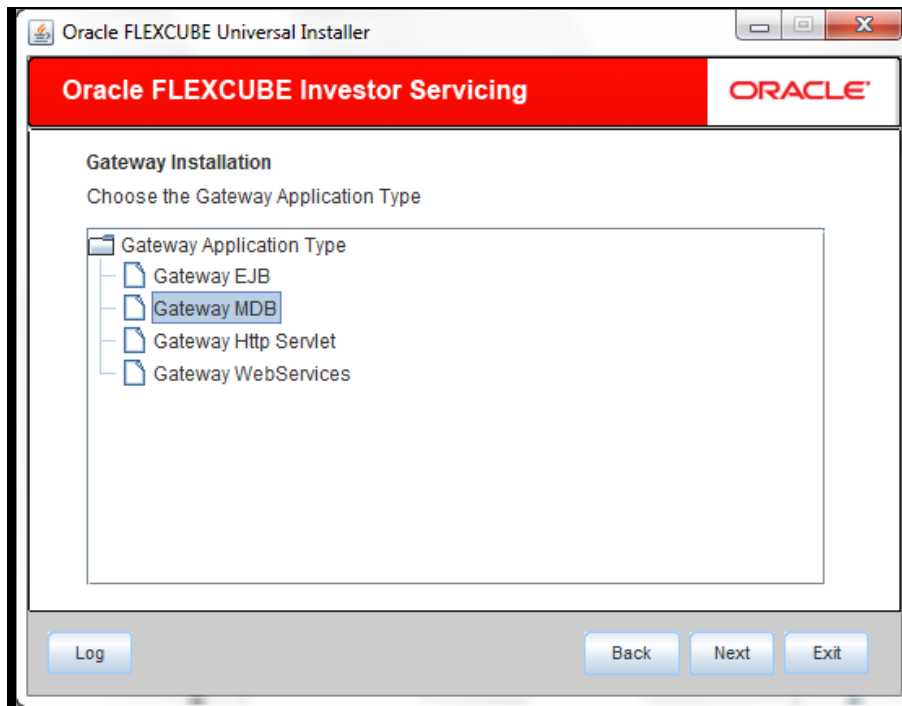 Oracle FLEXCUBE Universal Installer
Oracle FLEXCUBE Investor Servicing
ORACLE
Gateway Installation
Choose the Gateway Application Type
Gateway Application Type
Gateway EJB
Gateway MDB
Gateway Http Servlet
Gateway WebServices
Log
Back
Next
Exit